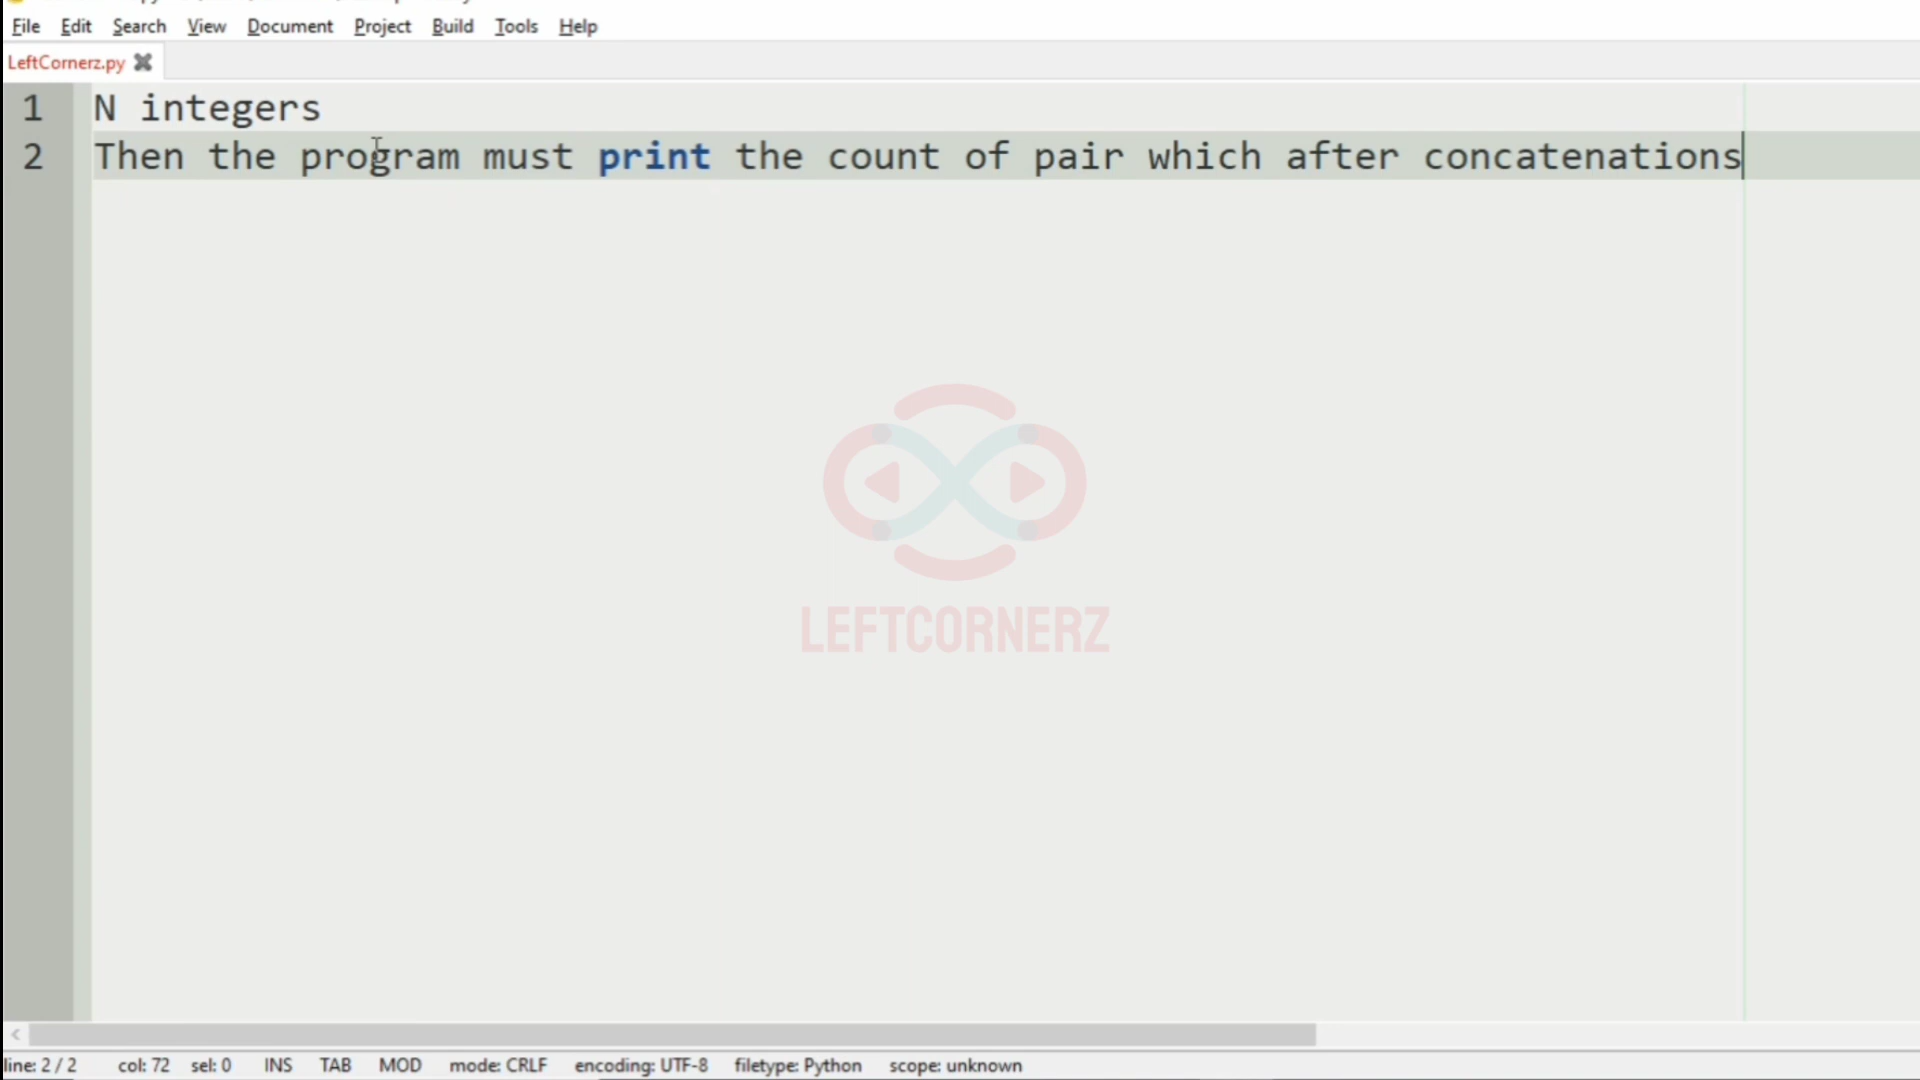 File Edit Search View Document Project Build Tools Help
LeftCornerz.py
1 N integers
2 Then the program must print the count of pair which after concatenations
LEFTCORNERZ
line: 2 / 2 col: 72 sel: 0 INS TAB MOD mode: CRLF encoding: UTF-8 filetype: Python scope: unknown